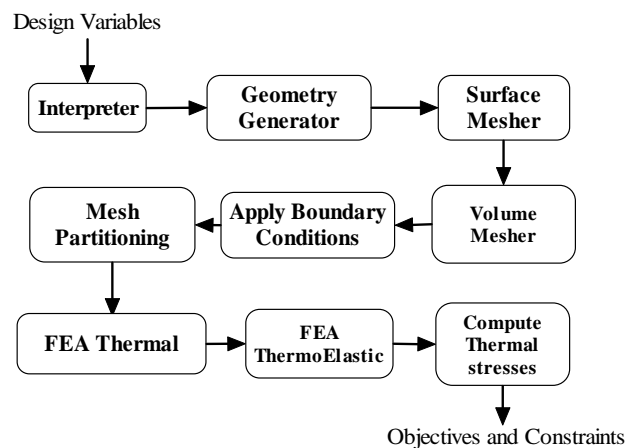 Design Variables
Interpreter
Geometry
Generator
Surface
Mesher
Mesh
Partitioning
Apply Boundary
Conditions
Volume
Mesher
FEA Thermal
FEA
ThermoElastic
Compute
Thermal
stresses
Objectives and Constraints